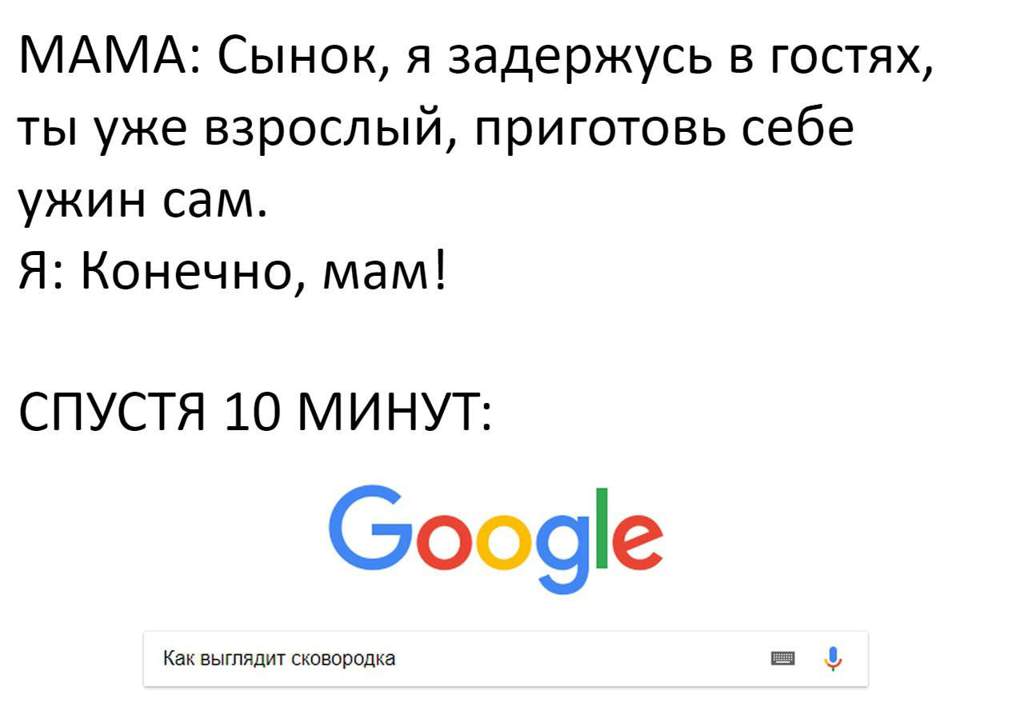 МАМА: Сынок, я задержусь в гостях,
ты уже взрослый, приготовь себе
ужин сам.
Я: Конечно, мам!
СПУСТЯ 10 МИНУТ:
Google
Как выглядит сковородка